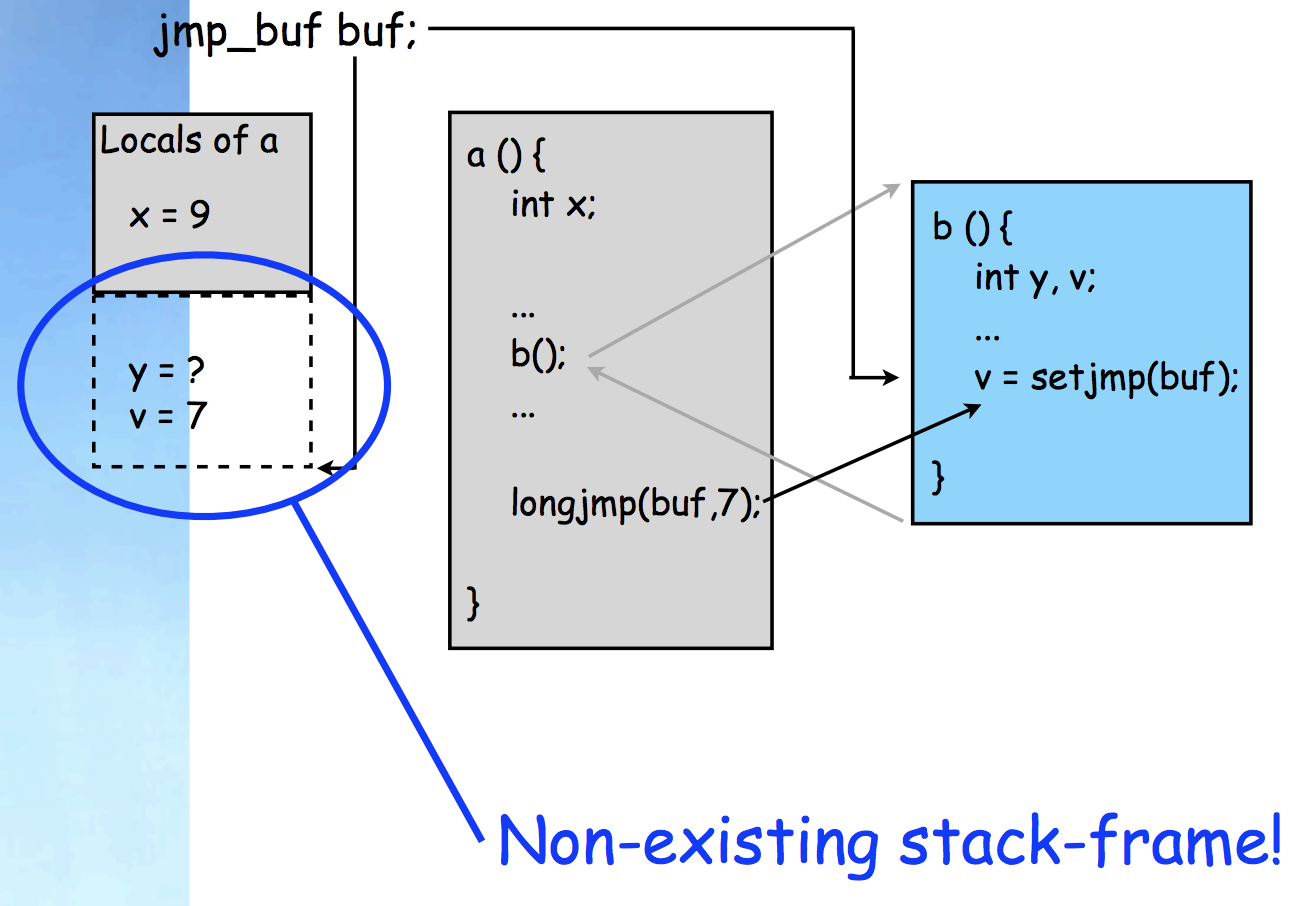 jmp_buf buf;
Locals of a
x = 9
y = ?
v = 7
a () {
int x;
...
b();
...
longjmp(buf,7);
}
b () {
int y, v;
...
v = setjmp(buf);
}
Non-existing stack-frame!